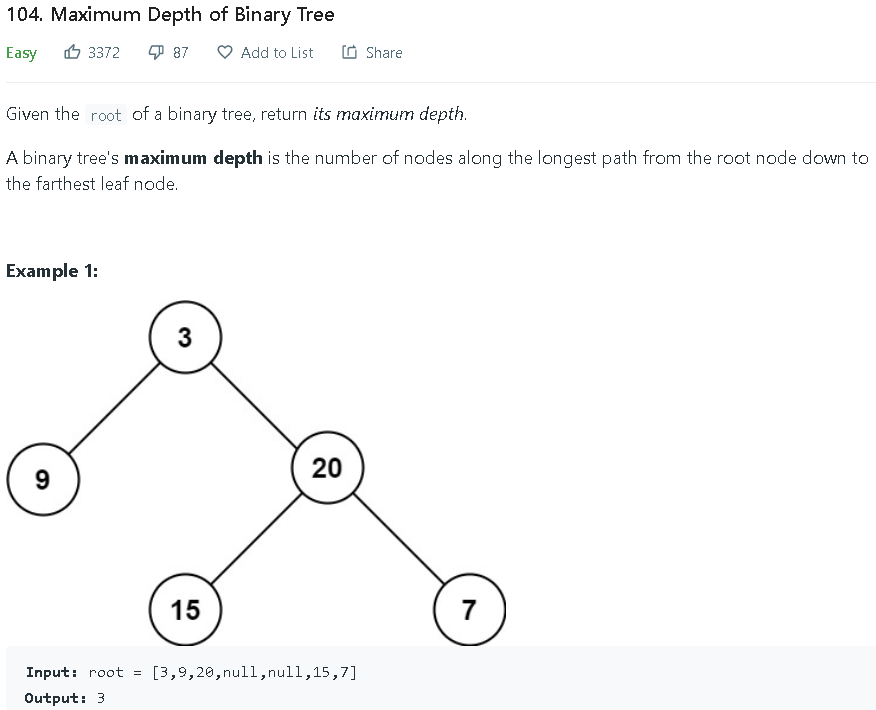 104. Maximum Depth of Binary Tree
Easy 3372 87 Add to List Share
Given the root of a binary tree, return its maximum depth.
A binary tree's maximum depth is the number of nodes along the longest path from the root node down to
the farthest leaf node.
Example 1:
3
9
20
15
7
Input: root = [3,9,20,null,null,15,7]
Output: 3